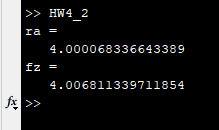 >> HW4_2
ra =
4.000068336643389
fz =
4.006811339711854
fx >>